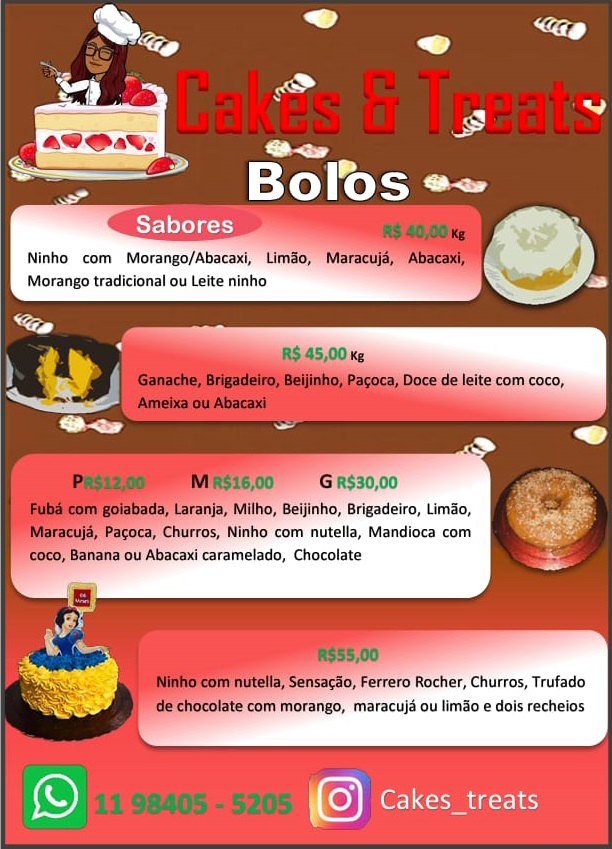 Cakes & Treats
Bolos
Sabores
R$ 40,00 Kg
Ninho com Morango/Abacaxi, Limão, Maracujá, Abacaxi,
Morango tradicional ou Leite ninho
R$ 45,00 Kg
Ganache, Brigadeiro, Beijinho, Paçoca, Doce de leite com coco,
Ameixa ou Abacaxi
PR$12,00 M R$16,00 G R$30,00
Fubá com goiabada, Laranja, Milho, Beijinho, Brigadeiro, Limão,
Maracujá, Paçoca, Churros, Ninho com nutella, Mandioca com
coco, Banana ou Abacaxi caramelado, Chocolate
06
Meses
R$55,00
Ninho com nutella, Sensação, Ferrero Rocher, Churros, Trufado
de chocolate com morango, maracujá ou limão e dois recheios
11 98405 - 5205
Cakes_treats